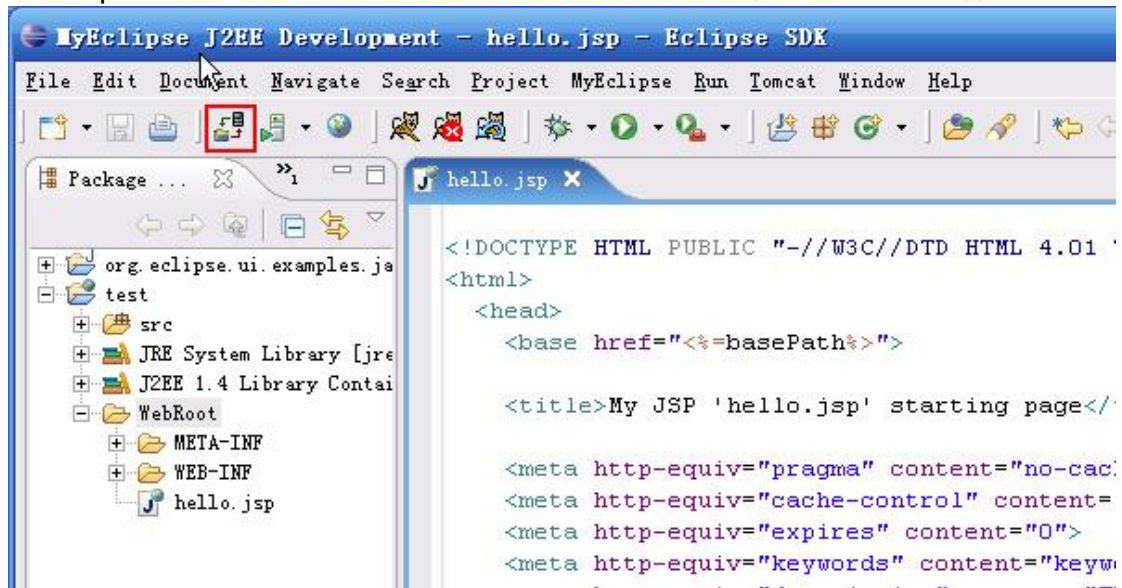 MyEclipse J2EE Development - hello.jsp - Eclipse SDK
File Edit Document Navigate Search Project MyEclipse Run Tomcat Window Help
Package ... »1
hello.jsp
org.eclipse.ui.examples.ja
test
src
JRE System Library [jre
J2EE 1.4 Library Contai
WebRoot
META-INF
WEB-INF
hello.jsp
<!DOCTYPE HTML PUBLIC "-//W3C//DTD HTML 4.01
<html>
<head>
<base href="<%=basePath%>">
<title>My JSP 'hello.jsp' starting page</
<meta http-equiv="pragma" content="no-cac
<meta http-equiv="cache-control" content=
<meta http-equiv="expires" content="0">
<meta http-equiv="keywords" content="keyw